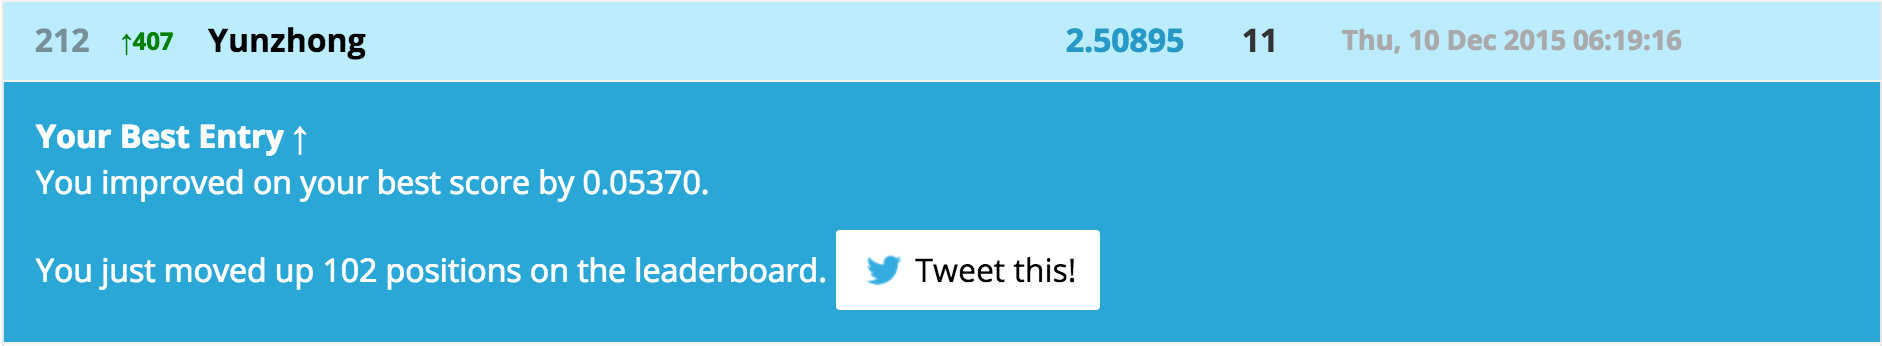 212 ↑407 Yunzhong 2.50895 11 Thu, 10 Dec 2015 06:19:16
Your Best Entry ↑
You improved on your best score by 0.05370.
You just moved up 102 positions on the leaderboard. Tweet this!